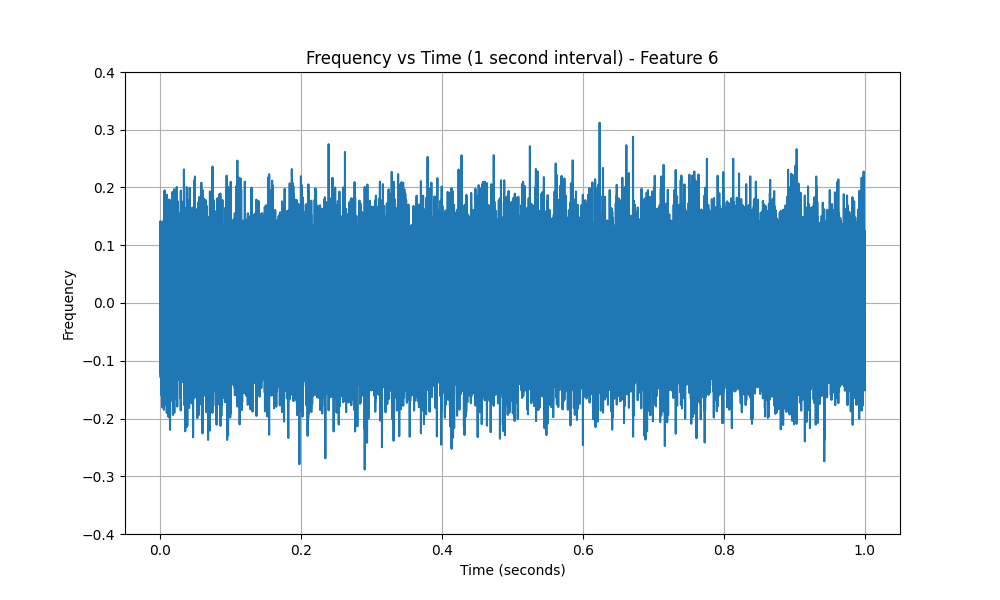 Frequency vs Time (1 second interval) - Feature 6
0.4
0.3
0.2
0.1
0.0
−0.1
−0.2
−0.3
−0.4
Frequency
0.0 0.2 0.4 0.6 0.8 1.0
Time (seconds)